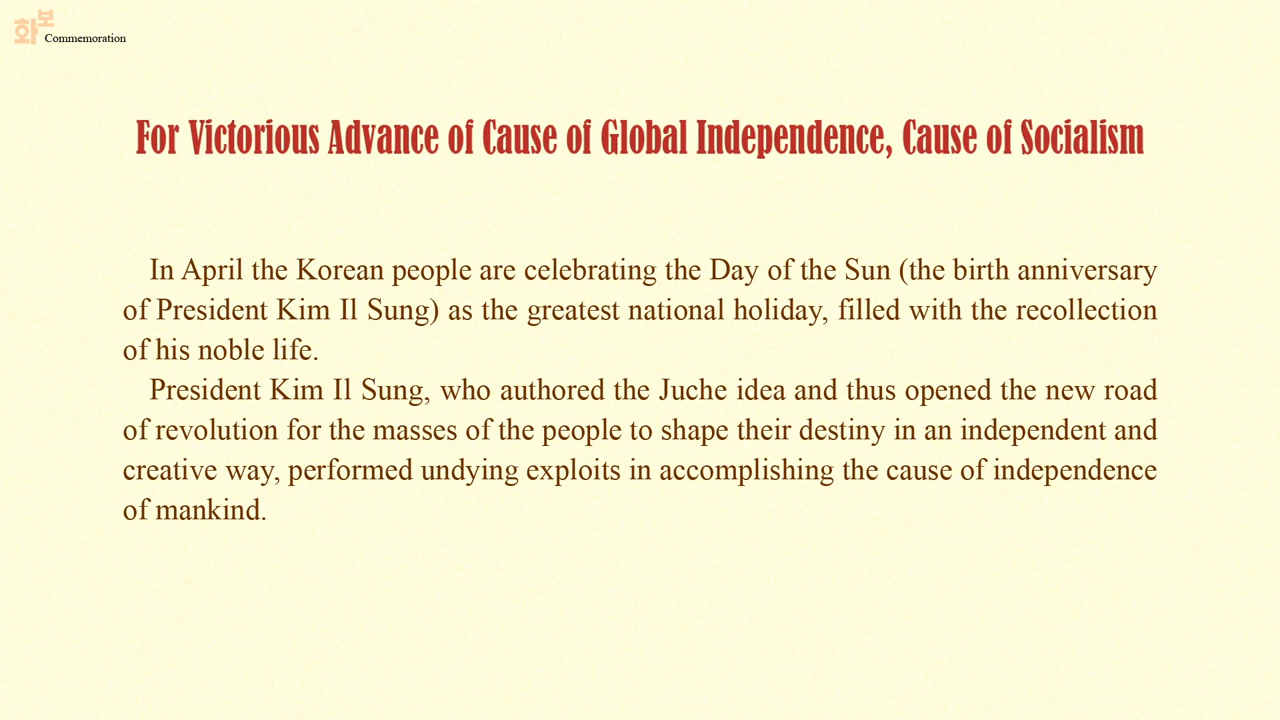 화보
Commemoration
For Victorious Advance of Cause of Global Independence, Cause of Socialism
In April the Korean people are celebrating the Day of the Sun (the birth anniversary
of President Kim Il Sung) as the greatest national holiday, filled with the recollection
of his noble life.
President Kim Il Sung, who authored the Juche idea and thus opened the new road
of revolution for the masses of the people to shape their destiny in an independent and
creative way, performed undying exploits in accomplishing the cause of independence
of mankind.